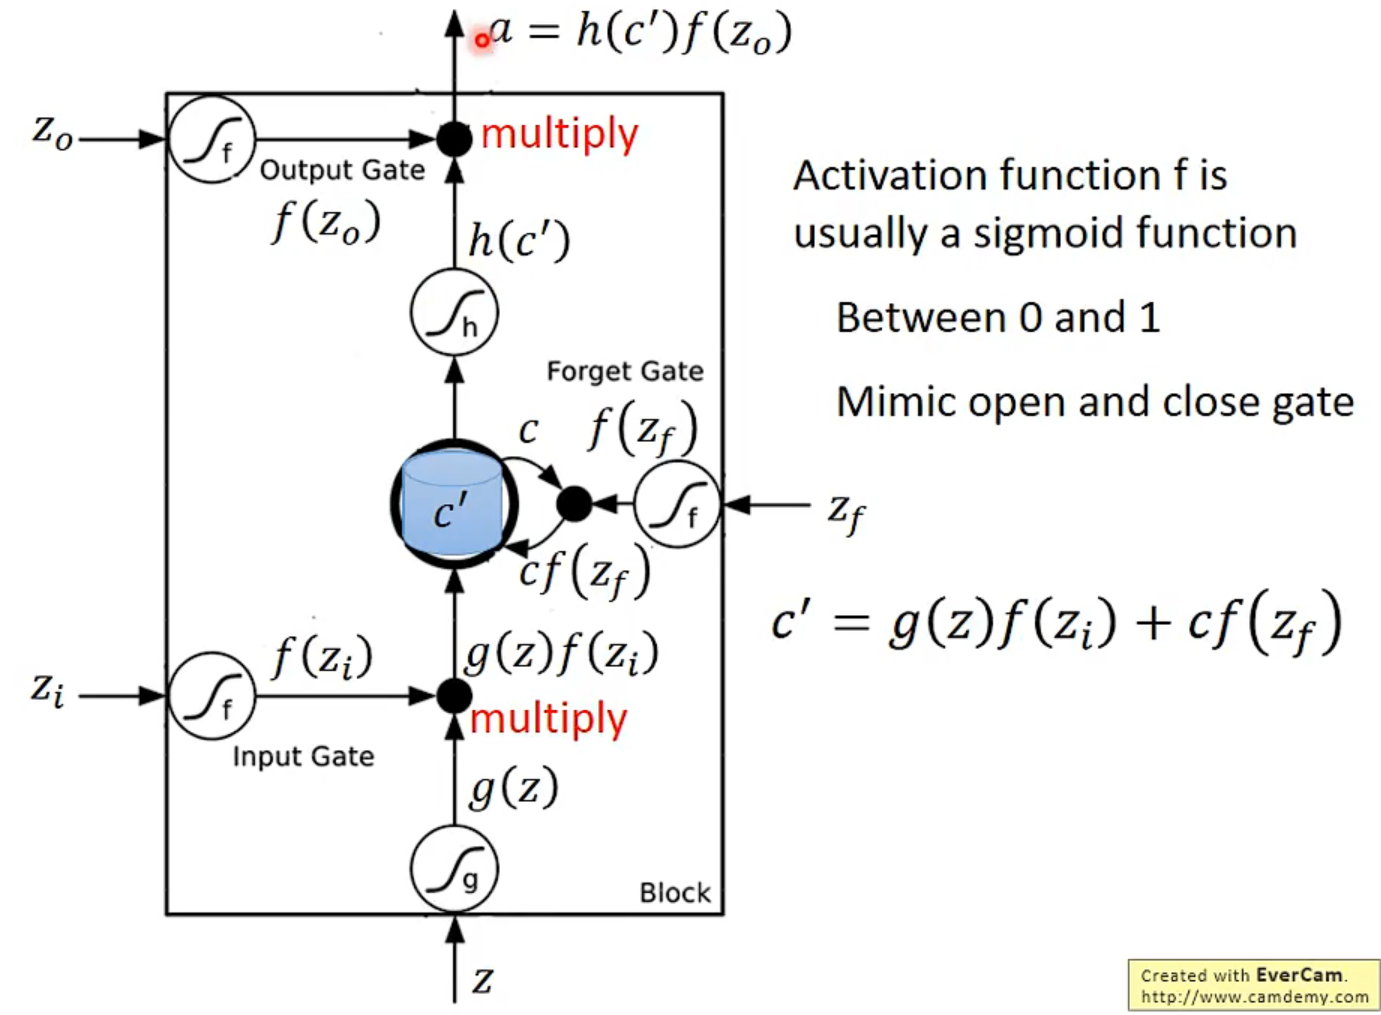 a = h(c′)f(z_o)
z_o
f
multiply
Output Gate
f(z_o)
h(c′)
h
Activation function f is
usually a sigmoid function
Between 0 and 1
Mimic open and close gate
Forget Gate
c
f(z_f)
c′
f
z_f
cf(z_f)
c′ = g(z)f(z_i) + cf(z_f)
f(z_i)
g(z)f(z_i)
z_i
f
multiply
Input Gate
g(z)
g
Block
z
Created with EverCam.
http://www.camdemy.com